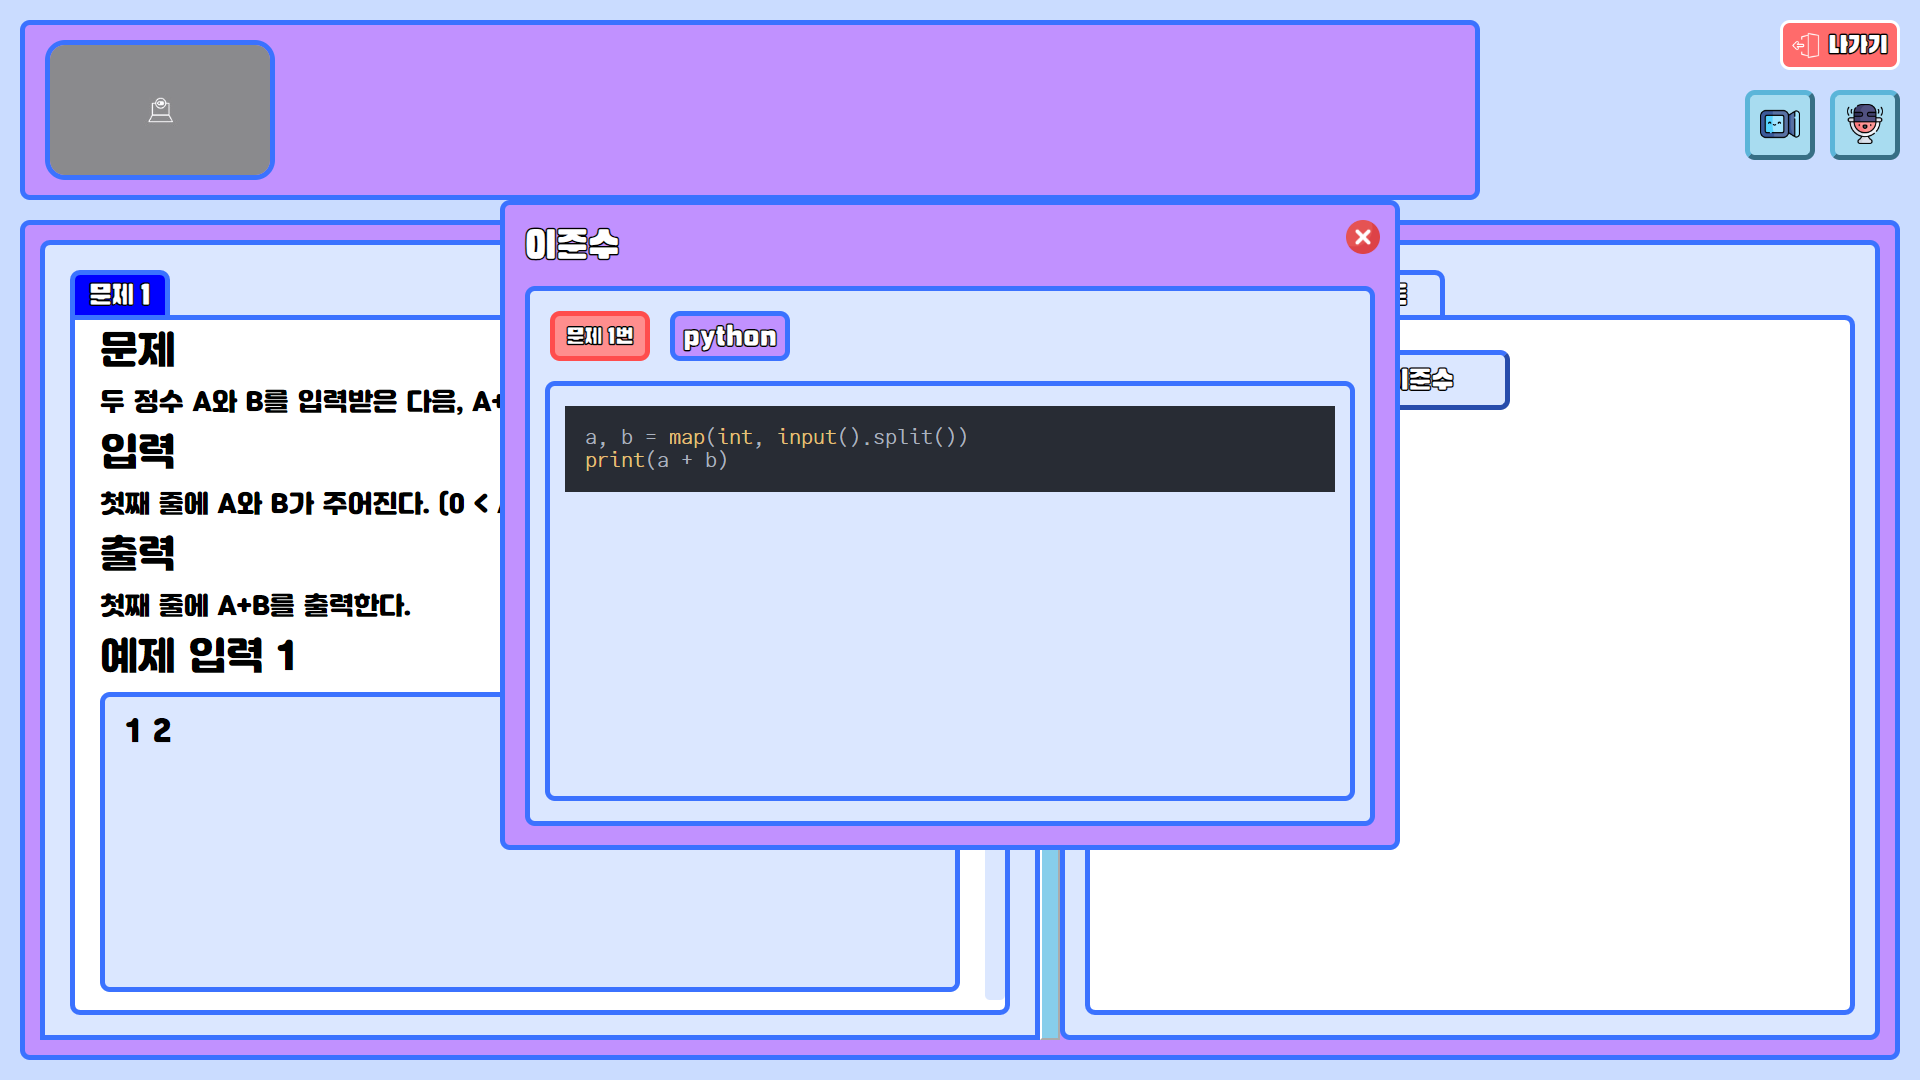 나가기
문제 1
문제
두 정수 A와 B를 입력받은 다음,
입력
첫째 줄에 A와 B가 주어진다. (0 <
출력
첫째 줄에 A+B를 출력한다.
예제 입력 1
1 2
이준수
문제 1번
python
a, b = map(int, input().split())
print(a + b)
이준수